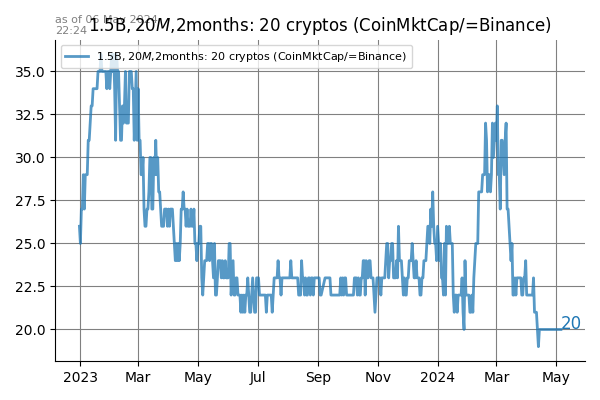 as of 05 May 2024
22:24
1.5B,20M,2months: 20 cryptos (CoinMktCap/=Binance)
1.5B,20M,2months: 20 cryptos (CoinMktCap/=Binance)
35.0
32.5
30.0
27.5
25.0
22.5
20.0
20
2023 Mar May Jul Sep Nov 2024 Mar May